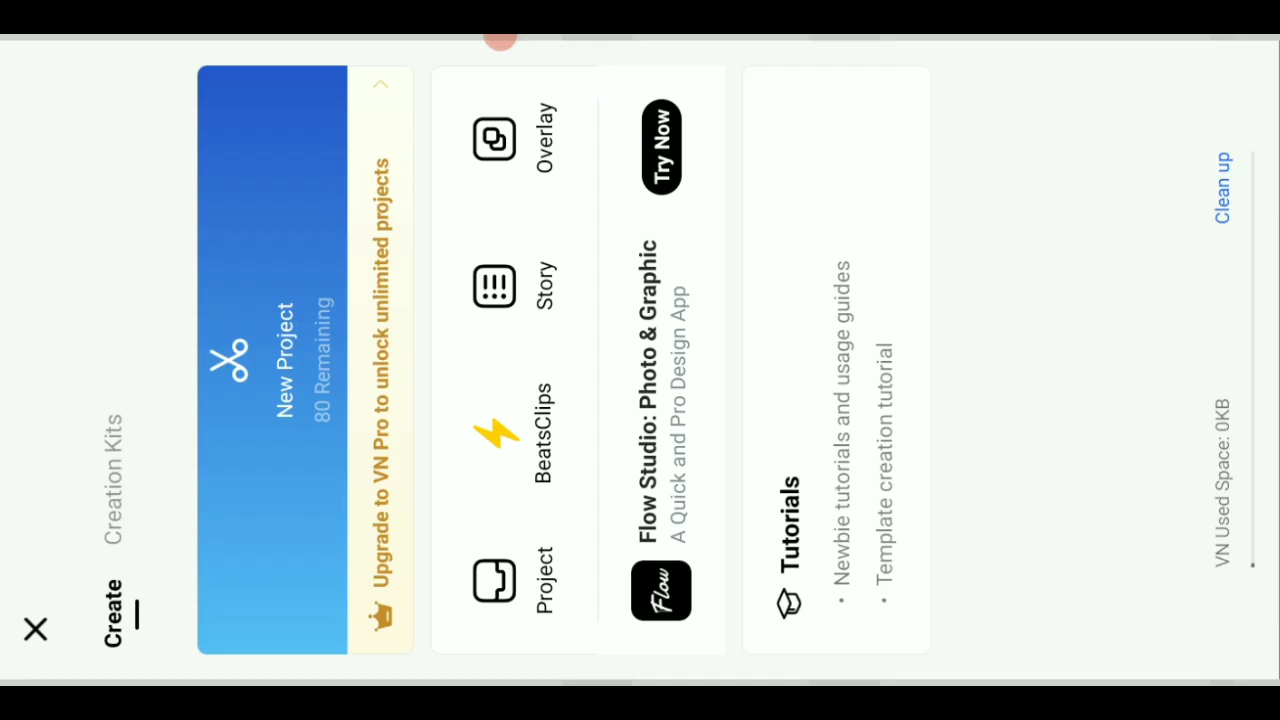 Create Creation Kits
New Project
80 Remaining
Upgrade to VN Pro to unlock unlimited projects
Project BeatsClips Story Overlay
Flow
Flow Studio: Photo & Graphic
A Quick and Pro Design App
Try Now
Tutorials
• Newbie tutorials and usage guides
• Template creation tutorial
VN Used Space: 0KB Clean up